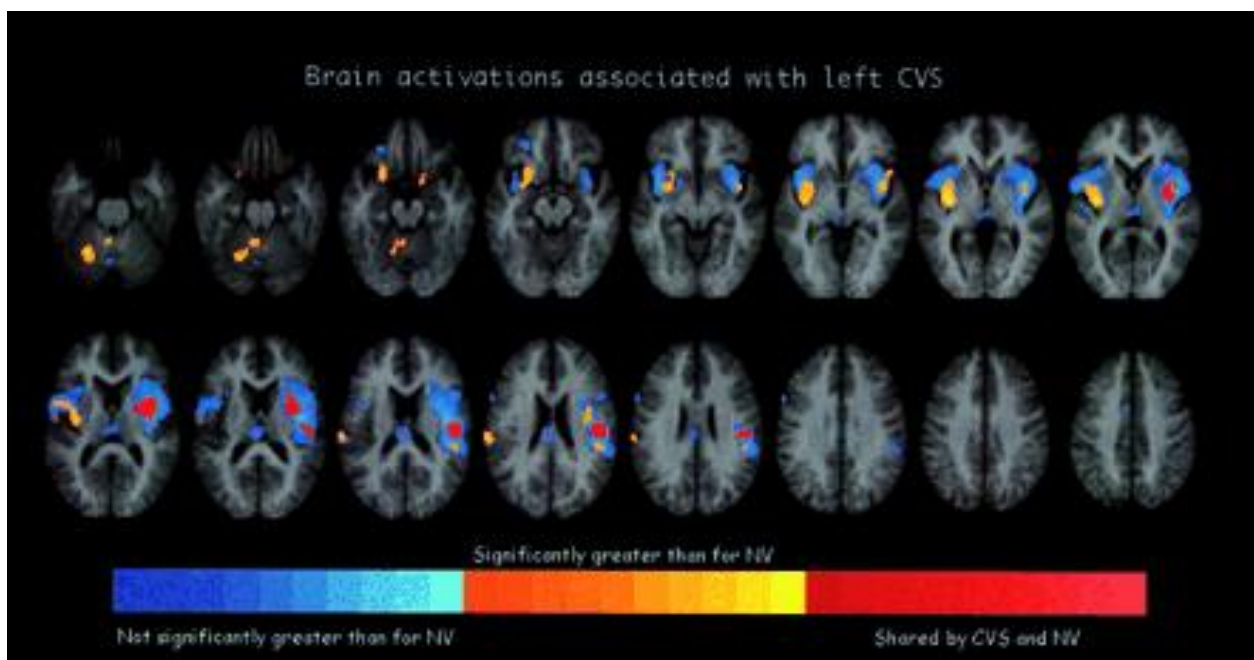 Brain activations associated with left CVS
Significantly greater than for NV
Not significantly greater than for NV
Shared by CVS and NV